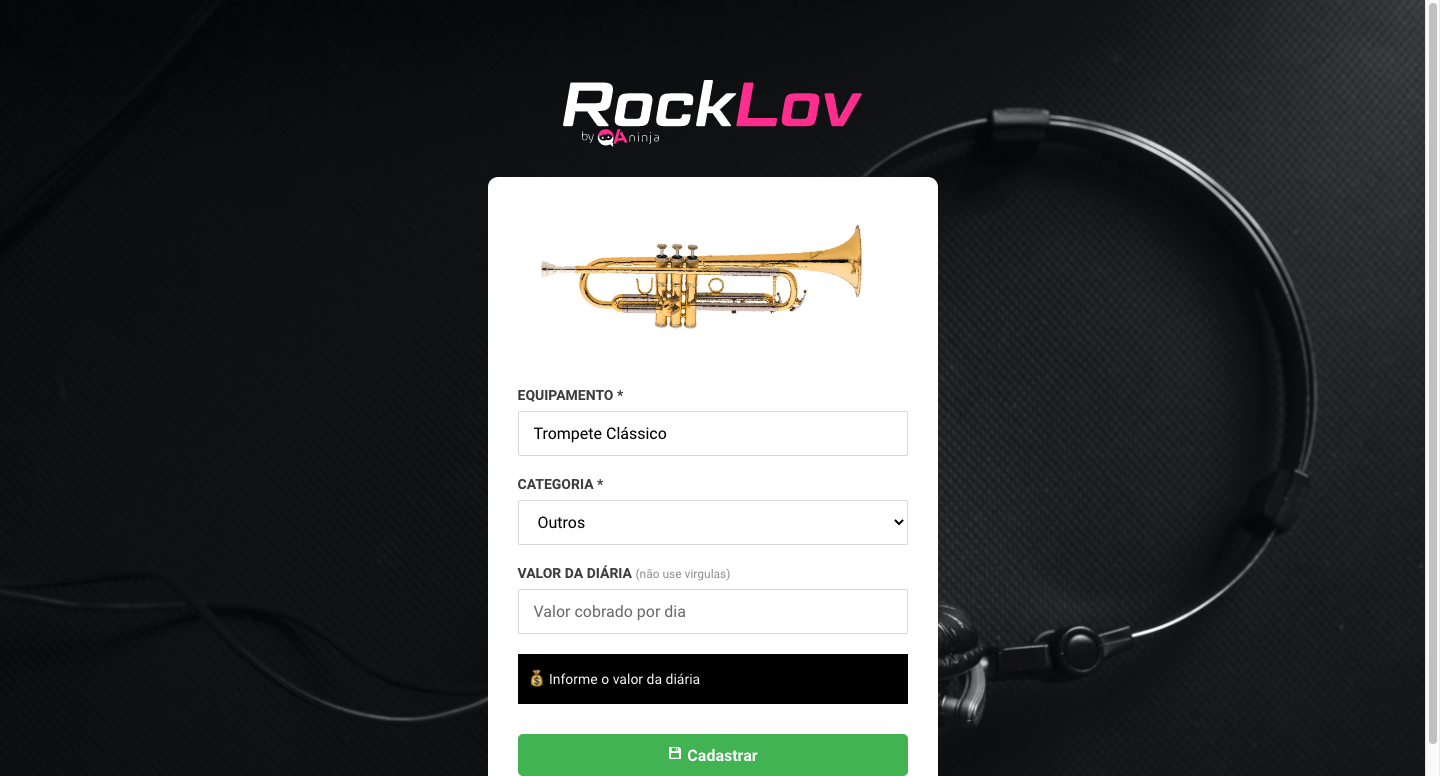 RockLov
by QAninja
EQUIPAMENTO *
Trompete Clássico
CATEGORIA *
Outros
VALOR DA DIÁRIA (não use virgulas)
Valor cobrado por dia
💰 Informe o valor da diária
Cadastrar